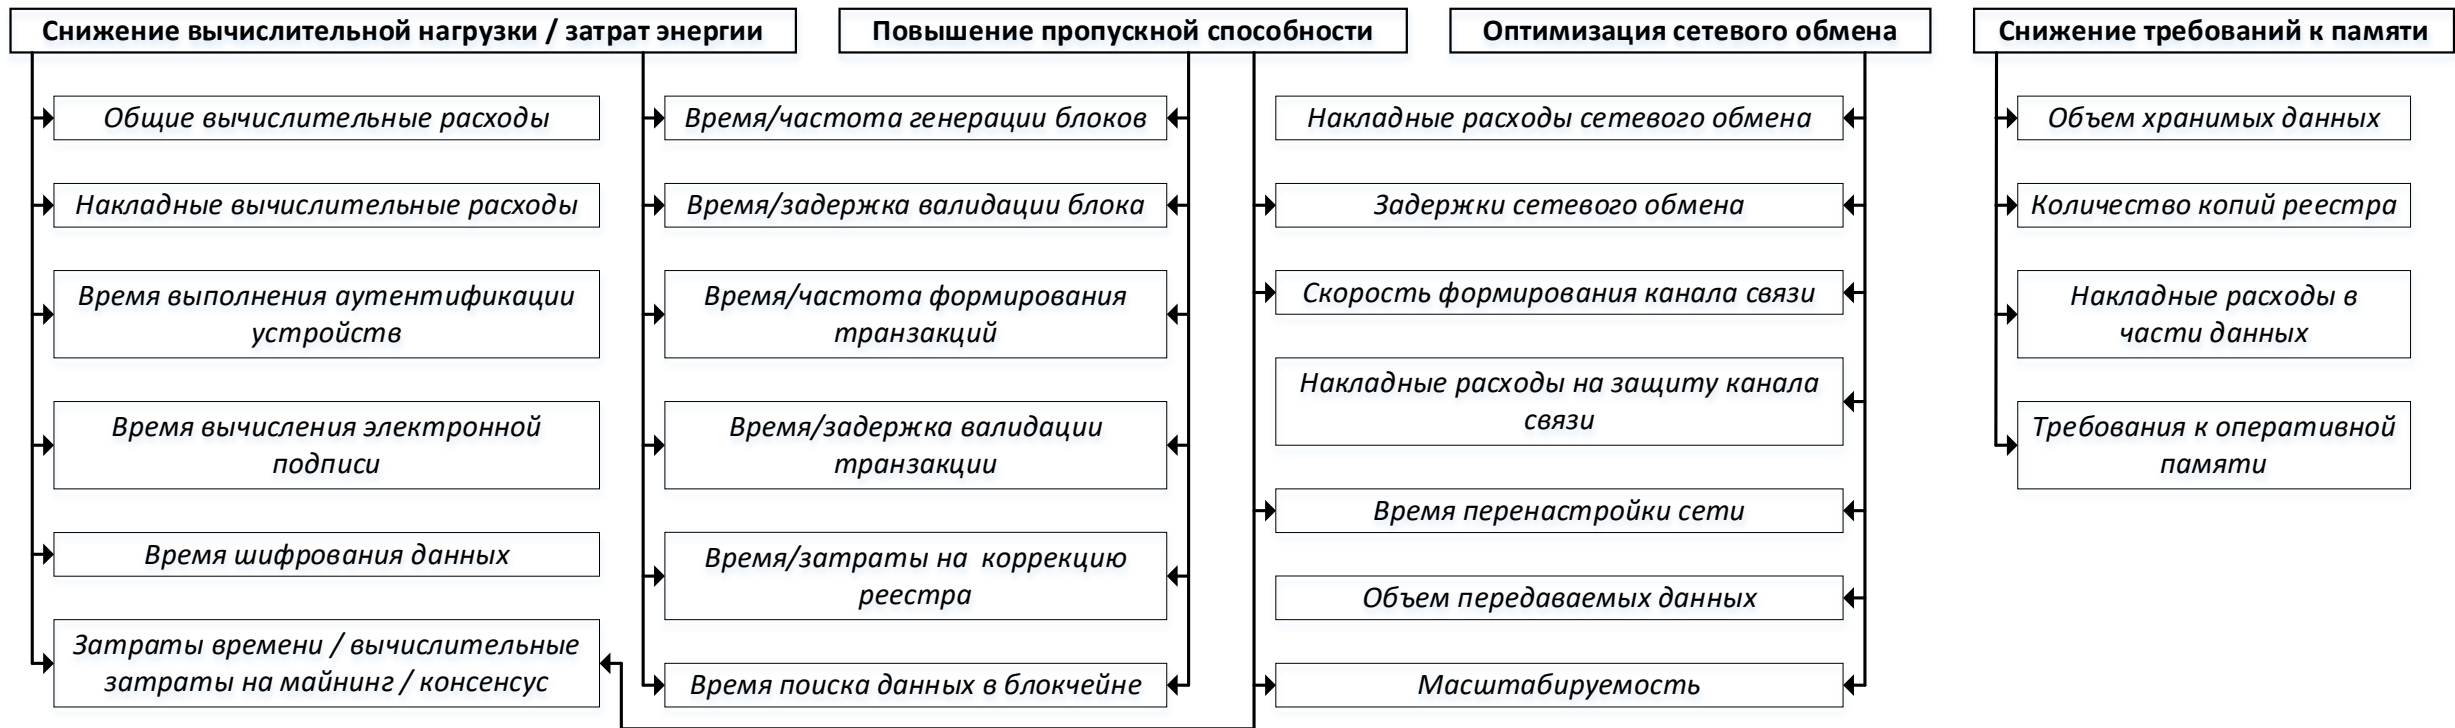 Снижение вычислительной нагрузки / затрат энергии
Повышение пропускной способности
Оптимизация сетевого обмена
Снижение требований к памяти
Общие вычислительные расходы
Накладные вычислительные расходы
Время выполнения аутентификации
устройств
Время вычисления электронной
подписи
Время шифрования данных
Затраты времени / вычислительные
затраты на майнинг / консенсус
Время/частота генерации блоков
Время/задержка валидации блока
Время/частота формирования
транзакций
Время/задержка валидации
транзакции
Время/затраты на коррекцию
реестра
Время поиска данных в блокчейне
Накладные расходы сетевого обмена
Задержки сетевого обмена
Скорость формирования канала связи
Накладные расходы на защиту канала
связи
Время перенастройки сети
Объем передаваемых данных
Масштабируемость
Объем хранимых данных
Количество копий реестра
Накладные расходы в
части данных
Требования к оперативной
памяти